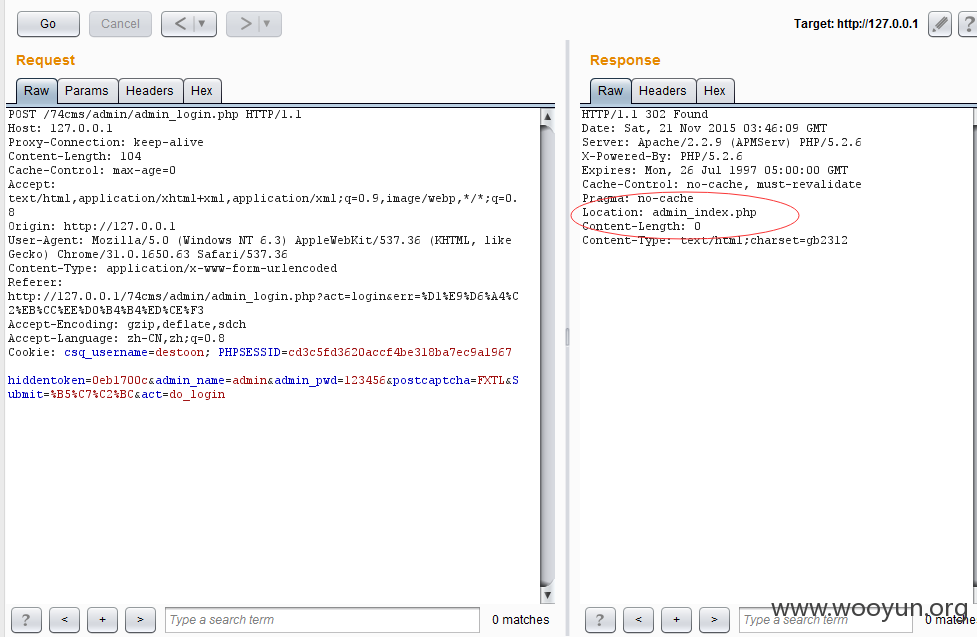 Go Cancel < ▼ > ▼ Target: http://127.0.0.1 ?
Request
Raw Params Headers Hex
POST /74cms/admin/admin_login.php HTTP/1.1
Host: 127.0.0.1
Proxy-Connection: keep-alive
Content-Length: 104
Cache-Control: max-age=0
Accept:
text/html,application/xhtml+xml,application/xml;q=0.9,image/webp,*/*;q=0.
8
Origin: http://127.0.0.1
User-Agent: Mozilla/5.0 (Windows NT 6.3) AppleWebKit/537.36 (KHTML, like
Gecko) Chrome/31.0.1650.63 Safari/537.36
Content-Type: application/x-www-form-urlencoded
Referer:
http://127.0.0.1/74cms/admin/admin_login.php?act=login&err=%D1%E9%D6%A4%C
2%EB%CC%EE%D0%B4%B4%ED%CE%F3
Accept-Encoding: gzip,deflate,sdch
Accept-Language: zh-CN,zh;q=0.8
Cookie: csq_username=destoon; PHPSESSID=cd3c5fd3620accf4be318ba7ec9a1967
hiddentoken=0eb1700c&admin_name=admin&admin_pwd=123456&postcaptcha=FXTL&S
ubmit=%B5%C7%C2%BC&act=do_login
? < + > Type a search term 0 matches
Response
Raw Headers Hex
HTTP/1.1 302 Found
Date: Sat, 21 Nov 2015 03:46:09 GMT
Server: Apache/2.2.9 (APMServ) PHP/5.2.6
X-Powered-By: PHP/5.2.6
Expires: Mon, 26 Jul 1997 05:00:00 GMT
Cache-Control: no-cache, must-revalidate
Pragma: no-cache
Location: admin_index.php
Content-Length: 0
Content-Type: text/html;charset=gb2312
? < + > Type a search term 0 matche
www.wooyun.org